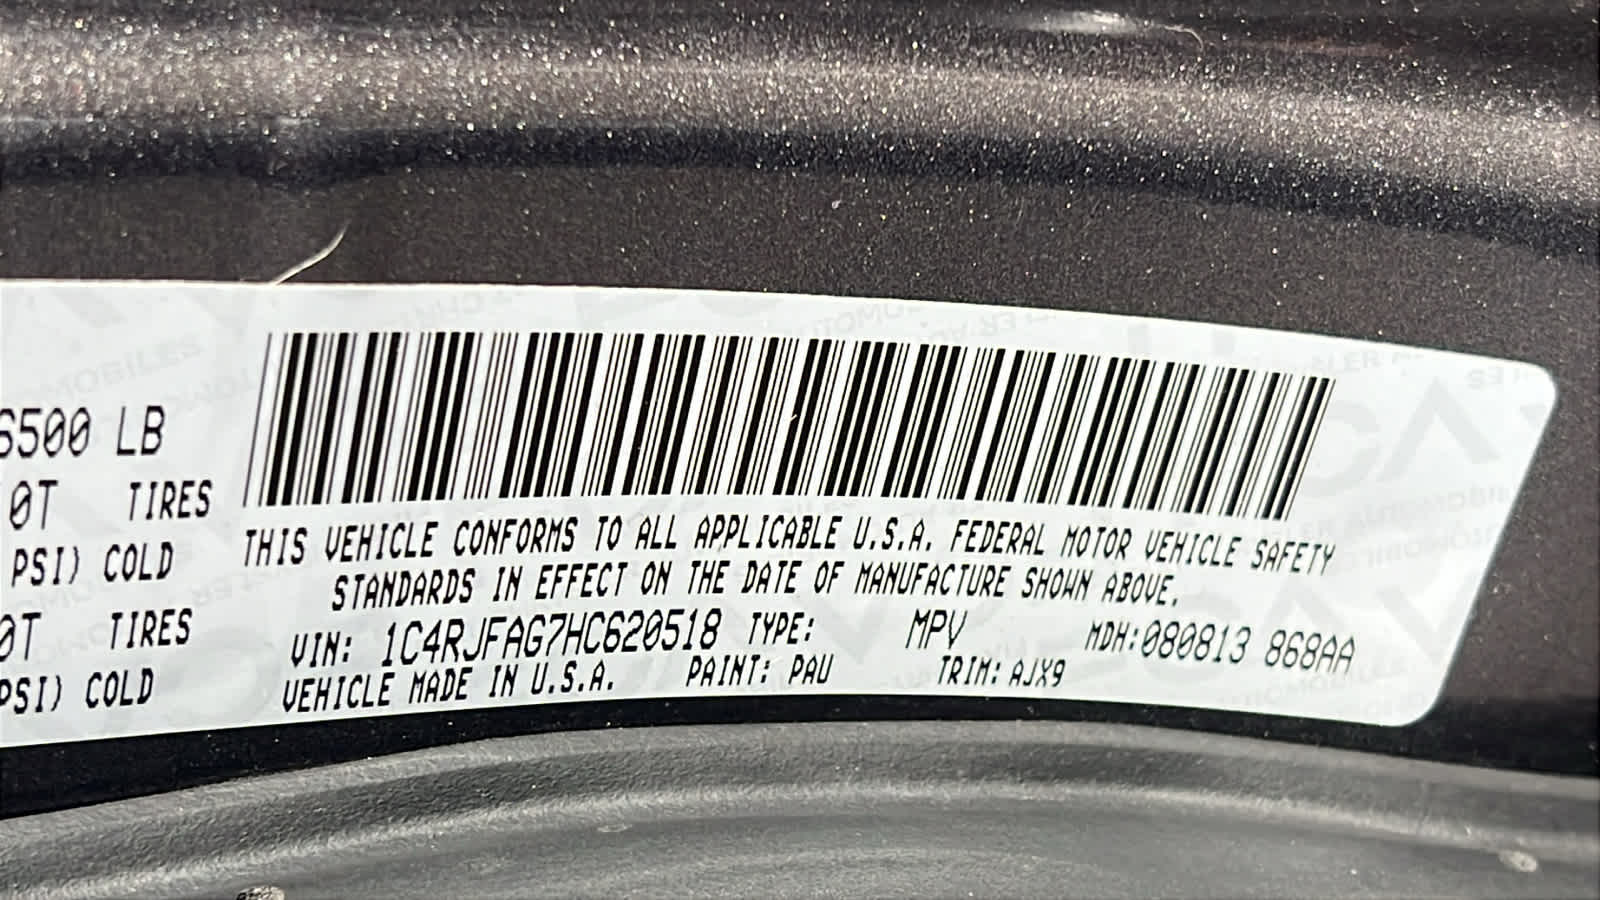 6500 LB
0T TIRES
PSI) COLD
0T TIRES
PSI) COLD
THIS VEHICLE CONFORMS TO ALL APPLICABLE U.S.A. FEDERAL MOTOR VEHICLE SAFETY
STANDARDS IN EFFECT ON THE DATE OF MANUFACTURE SHOWN ABOVE.
VIN: 1C4RJFAG7HC620518 TYPE: MPV MDH:080813 868AA
VEHICLE MADE IN U.S.A. PAINT: PAU TRIM: AJX9